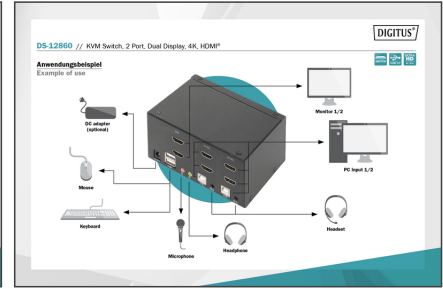 DIGITUS®
DS-12860 // KVM Switch, 2 Port, Dual Display, 4K, HDMI®
Anwendungsbeispiel
Example of use
DC adapter
(optional)
Monitor 1/2
PC Input 1/2
Mouse
Keyboard
Microphone
Headphone
Headset